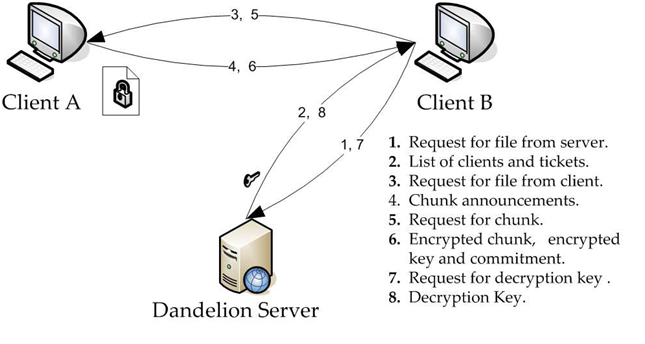 3, 5
4, 6
Client A
Client B
2, 8
1, 7
1. Request for file from server.
2. List of clients and tickets.
3. Request for file from client.
4. Chunk announcements.
5. Request for chunk.
6. Encrypted chunk, encrypted
key and commitment.
7. Request for decryption key .
8. Decryption Key.
Dandelion Server